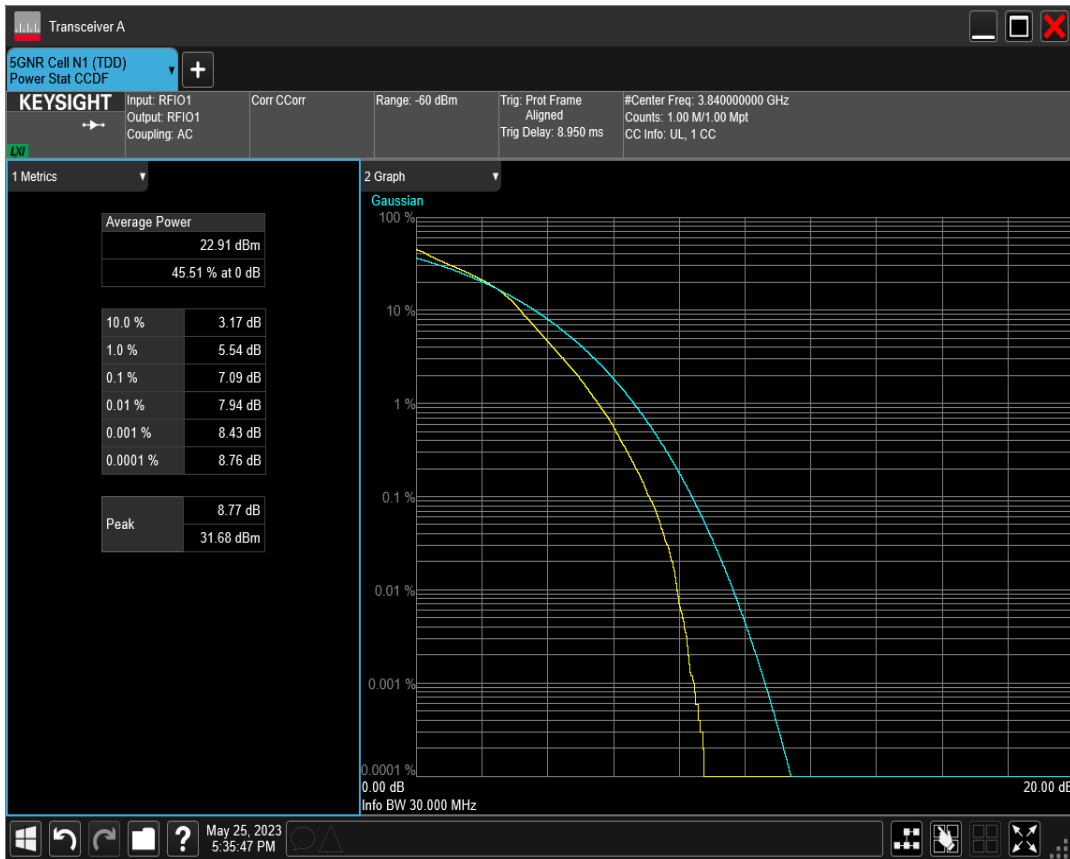 Transceiver A
5GNR Cell N1 (TDD)
Power Stat CCDF
KEYSIGHT
LXI
Input: RFIO1
Output: RFIO1
Coupling: AC
Corr CCorr
Range: -60 dBm
Trig: Prot Frame
Aligned
Trig Delay: 8.950 ms
#Center Freq: 3.840000000 GHz
Counts: 1.00 M/1.00 Mpt
CC Info: UL, 1 CC
1 Metrics
Average Power
22.91 dBm
45.51 % at 0 dB
10.0 % 3.17 dB
1.0 % 5.54 dB
0.1 % 7.09 dB
0.01 % 7.94 dB
0.001 % 8.43 dB
0.0001 % 8.76 dB
Peak 8.77 dB
31.68 dBm
2 Graph
Gaussian
100 %
10 %
1 %
0.1 %
0.01 %
0.001 %
0.0001 %
0.00 dB 20.00 dB
Info BW 30.000 MHz
?
May 25, 2023
5:35:47 PM